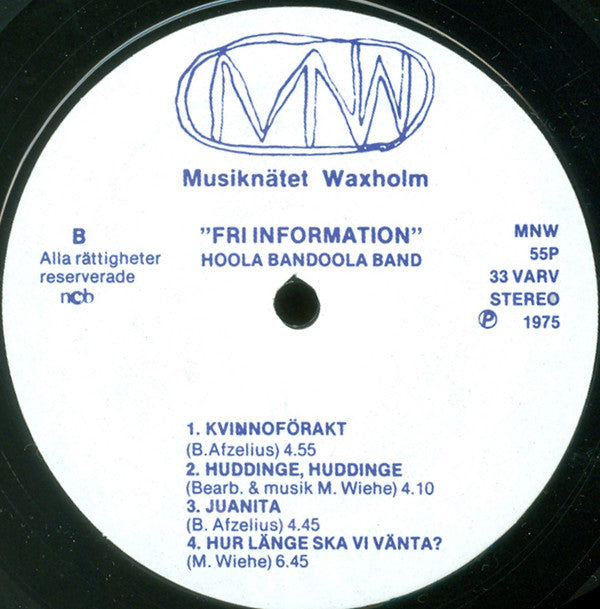 MNW
Musiknätet Waxholm
B
Alla rättigheter
reserverade
ncb
"FRI INFORMATION"
HOOLA BANDOOLA BAND
MNW
55P
33 VARV
STEREO
Ⓟ 1975
1. KVINNOFÖRAKT
(B.Afzelius) 4.55
2. HUDDINGE, HUDDINGE
(Bearb. & musik M. Wiehe) 4.10
3. JUANITA
(B. Afzelius) 4.45
4. HUR LÄNGE SKA VI VÄNTA?
(M. Wiehe) 6.45